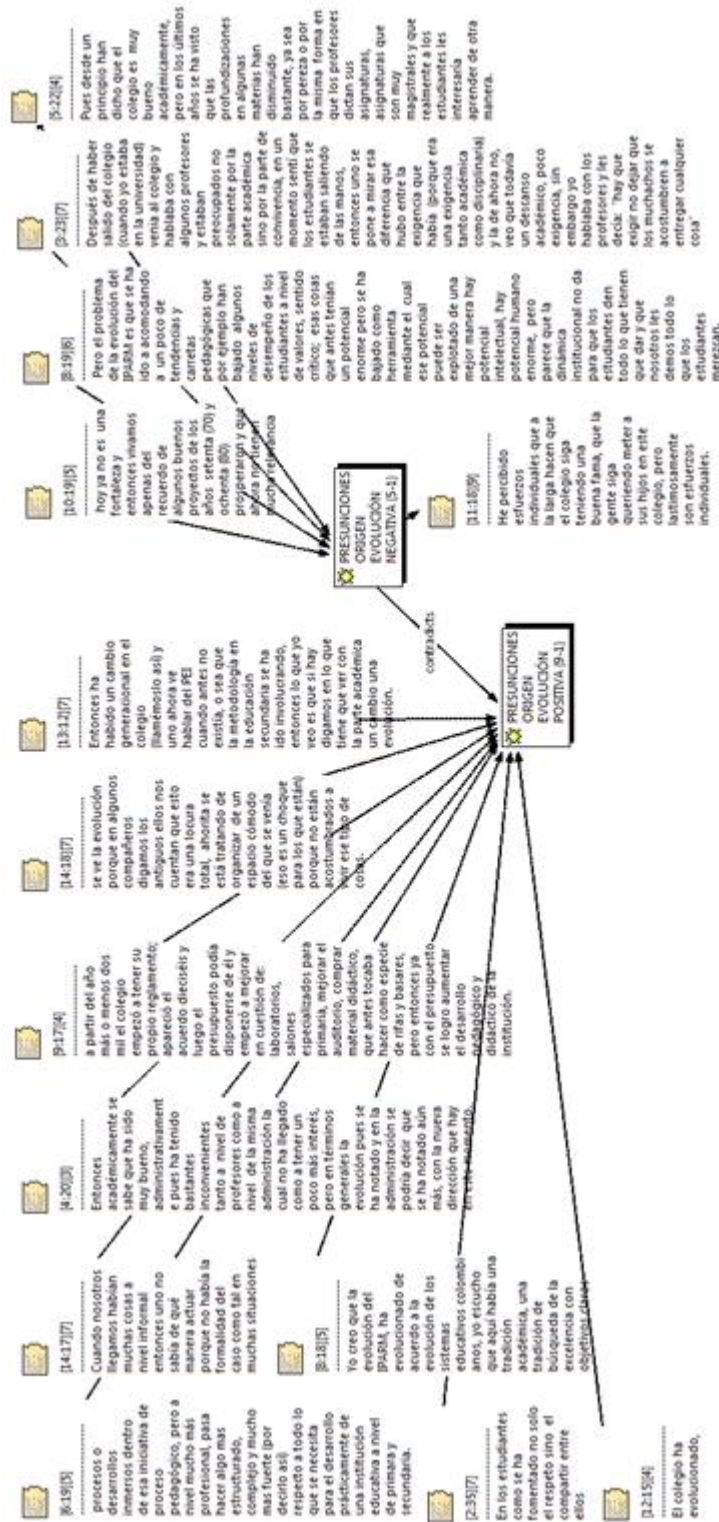 [6:19][5]
procesos o
desarrollos
inmersos dentro
de esa iniciativa de
proceso
pedagógico, pero a
nivel mucho más
profesional, pasa
hacer algo mas
estructurado,
complejo y mucho
mas fuerte (por
decirlo así)
respecto a todo lo
que se necesita
para el desarrollo
prácticamente de
una institución
educativa a nivel
de primara y
secundaria.
[2:35][7]
En los estudiantes
como se ha
fomentado no solo
el respeto sino el
compartir entre
ellos
[12:15][4]
El colegio ha
evolucionado,
[14:17][7]
Cuando nosotros
llegamos habían
muchas cosas a
nivel informal
entonces uno no
sabía de qué
manera actuar
porque no había la
formalidad del
caso como tal en
muchas situaciones
[8:18][5]
Yo creo que la
evolución del
IPARM, ha
evolucionado de
acuerdo a la
evolución de los
sistemas
educativos colombi
anos, yo escucho
que aquí había una
tradición
académica, una
tradición de
búsqueda de la
excelencia con
objetivos claros
[4:20][3]
Entonces
académicamente se
sabe que ha sido
muy bueno,
administrativament
e pues ha tenido
bastantes
inconvenientes
tanto a nivel de
profesores como a
nivel de la misma
administración la
cual no ha llegado
como a tener un
poco más interés,
pero en términos
generales la
evolución pues se
ha notado y en la
administración se
podría decir que
se ha notado aún
más, con la nueva
dirección que hay
en este momento,
[9:17][4]
a partir del año
más o menos dos
mil el colegio
empezó a tener su
propio reglamento;
apareció el
acuerdo dieciséis y
luego el
presupuesto podía
disponerse de él y
empezó a mejorar
en cuestión de:
laboratorios,
salones
especializados para
primaria, mejorar el
auditorio, comprar
material didáctico,
que antes tocaba
hacer como especie
de rifas y basares,
pero entonces ya
con el presupuesto
se logro aumentar
el desarrollo
pedagógico y
didáctico de la
institución.
[14:18][7]
se ve la evolución
porque en algunos
compañeros
digamos los
antiguos ellos nos
cuentan que esto
era una locura
total, ahorita se
está tratando de
organizar de un
espacio cómodo
del que se venía
(eso es un choque
para los que están)
porque no están
acostumbrados a
vivir ese tipo de
cosas.
[13:12][7]
Entonces ha
habido un cambio
generacional en el
colegio
(llamémoslo así) y
uno ahora ve
hablar del PEI
cuando antes no
existía, o sea que
la metodología en
la educación
secundaria se ha
ido involucrando,
entonces lo que yo
veo es que si hay
digamos en lo que
tiene que ver con
la parte académica
un cambio una
evolución.
PRESUNCIONES
ORIGEN
EVOLUCIÓN
POSITIVA (9-1)
contradicts
PRESUNCIONES
ORIGEN
EVOLUCIÓN
NEGATIVA (5-1)
[10:19][5]
hoy ya no es una
fortaleza y
entonces vivamos
apenas del
recuerdo de
algunos buenos
proyectos de los
años setenta (70) y
ochenta (80)
prosperaron y que
ahora no tienen
mucha relevancia
[8:19][6]
Pero el problema
de la evolución del
IPARM es que se ha
ido a acomodando
a un poco de
tendencias y
carretas
pedagógicas que
por ejemplo han
bajado algunos
niveles de
desempeño de los
estudiantes a nivel
de valores, sentido
crítico; esas cosas
que antes tenían
un potencial
enorme pero se ha
bajado como
herramienta
mediante el cual
ese potencial
puede ser
explotado de una
mejor manera hay
potencial
intelectual, hay
potencial humano
enorme, pero
parece que la
dinámica
institucional no da
para que los
estudiantes den
todo lo que tienen
que dar y que
nosotros les
demos todo lo
que los
estudiantes
merezcan.
[3:23][7]
Después de haber
salido del colegio
(cuando yo estaba
en la universidad)
venia al colegio y
hablaba con
algunos profesores
y estaban
preocupados no
solamente por la
parte académica
sino por la parte de
convivencia, en un
momento sentí que
los estudiantes se
estaban saliendo
de las manos,
entonces uno se
pone a mirar esa
diferencia que
hubo entre la
exigencia que
había (porque era
una exigencia
tanto académica
como disciplinaria)
y la de ahora no,
veo que todavía
un descanso
académico, poco
exigencia, sin
embargo yo
hablaba con los
profesores y les
decía: "hay que
exigir no dejar que
los muchachos se
acostumbren a
entregar cualquier
cosa"
[5:22][4]
Pues desde un
principio han
dicho que el
colegio es muy
bueno
académicamente,
pero en los últimos
años se ha visto
que las
profundizaciones
en algunas
materias han
disminuido
bastante, ya sea
por pereza o por
la misma forma en
que los profesores
dictan sus
asignaturas,
asignaturas que
son muy
magistrales y que
realmente a los
estudiantes les
interesaría
aprender de otra
manera.
[11:18][9]
He percibido
esfuerzos
individuales que a
la larga hacen que
el colegio siga
teniendo una
buena fama, que la
gente siga
queriendo meter a
sus hijos en este
colegio, pero
lastimosamente
son esfuerzos
individuales.